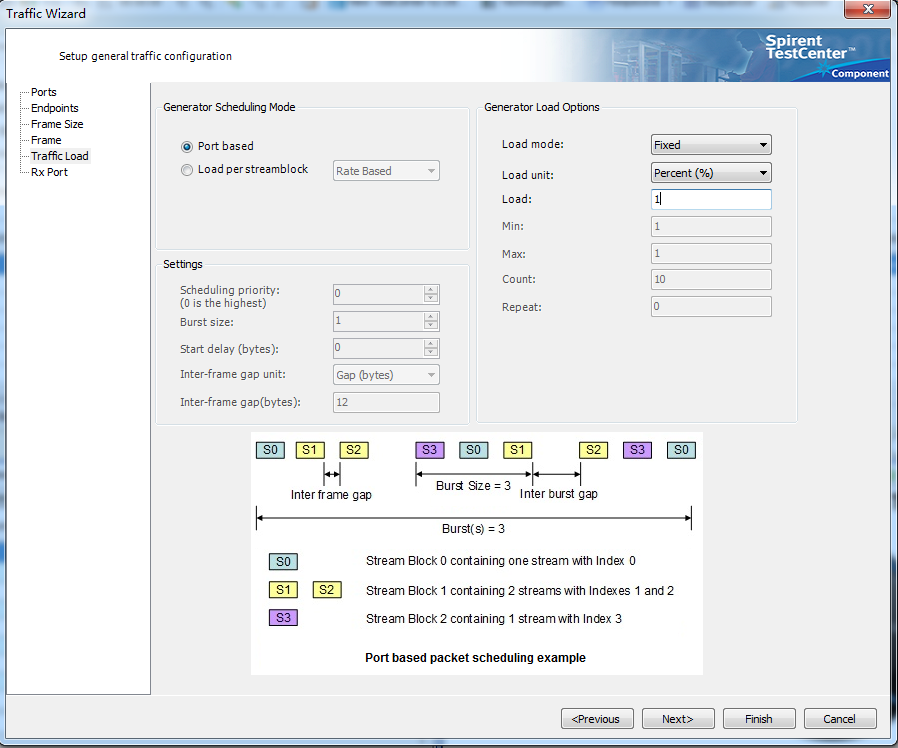 Traffic Wizard
Setup general traffic configuration
Spirent
TestCenter™
Component
Ports
Endpoints
Frame Size
Frame
Traffic Load
Rx Port
Generator Scheduling Mode
Port based
Load per streamblock
Rate Based
Settings
Scheduling priority:
(0 is the highest)
0
Burst size:
1
Start delay (bytes):
0
Inter-frame gap unit:
Gap (bytes)
Inter-frame gap(bytes):
12
Generator Load Options
Load mode:
Fixed
Load unit:
Percent (%)
Load:
1
Min:
1
Max:
1
Count:
10
Repeat:
0
S0 S1 S2 S3 S0 S1 S2 S3 S0
Inter frame gap
Burst Size = 3
Inter burst gap
Burst(s) = 3
S0 Stream Block 0 containing one stream with Index 0
S1 S2 Stream Block 1 containing 2 streams with Indexes 1 and 2
S3 Stream Block 2 containing 1 stream with Index 3
Port based packet scheduling example
<Previous
Next>
Finish
Cancel